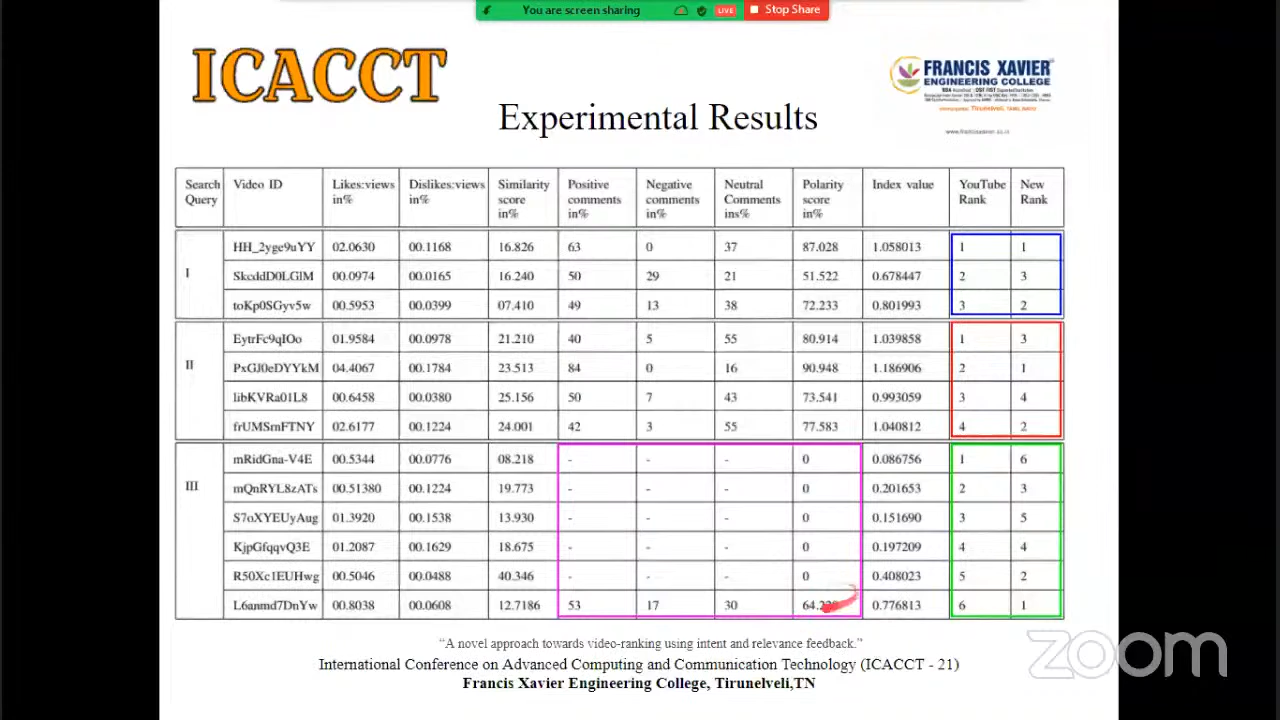 You are screen sharing LIVE Stop Share
ICACCT
FRANCIS XAVIER
ENGINEERING COLLEGE
Experimental Results
Search Query Video ID Likes:views in% Dislikes:views in% Similarity score in% Positive comments in% Negative comments in% Neutral Comments ins% Polarity score in% Index value YouTube Rank New Rank
I
HH_2yge9uYY 02.0930 00.1168 16.826 63 0 37 87.028 1.058013 1 1
SkcddD0LGlM 00.0974 00.0165 16.240 50 29 21 51.522 0.678447 2 3
toKp0SGyv5w 00.5953 00.0399 07.410 49 13 38 72.233 0.801993 3 2
II
EytrFc9qIOo 01.9584 00.0978 21.210 40 5 55 80.914 1.039858 1 3
PxGJ0eDYYkM 04.4067 00.1784 23.513 84 0 16 90.948 1.186906 2 1
libKVRa01L8 00.6458 00.0380 25.156 50 7 43 73.541 0.993059 3 4
frUMSrnFTNY 02.6177 00.1224 24.001 42 3 55 77.583 1.040812 4 2
III
mRidGna-V4E 00.5344 00.0776 08.218 - - - 0 0.086756 1 6
mQnRYL8zATs 00.51380 00.1224 19.773 - - - 0 0.201653 2 3
S7oXYEUyAug 01.3920 00.1538 13.930 - - - 0 0.151690 3 5
KjpGfqqvQ3E 01.2087 00.1629 18.675 - - - 0 0.197209 4 4
R50Xc1EUHwg 00.5046 00.0488 40.346 - - - 0 0.408023 5 2
L6anmd7DnYw 00.8038 00.0608 12.7186 53 17 30 0.776813 6 1
“A novel approach towards video-ranking using intent and relevance feedback.”
International Conference on Advanced Computing and Communication Technology (ICACCT - 21)
Francis Xavier Engineering College, Tirunelveli,TN
zoom